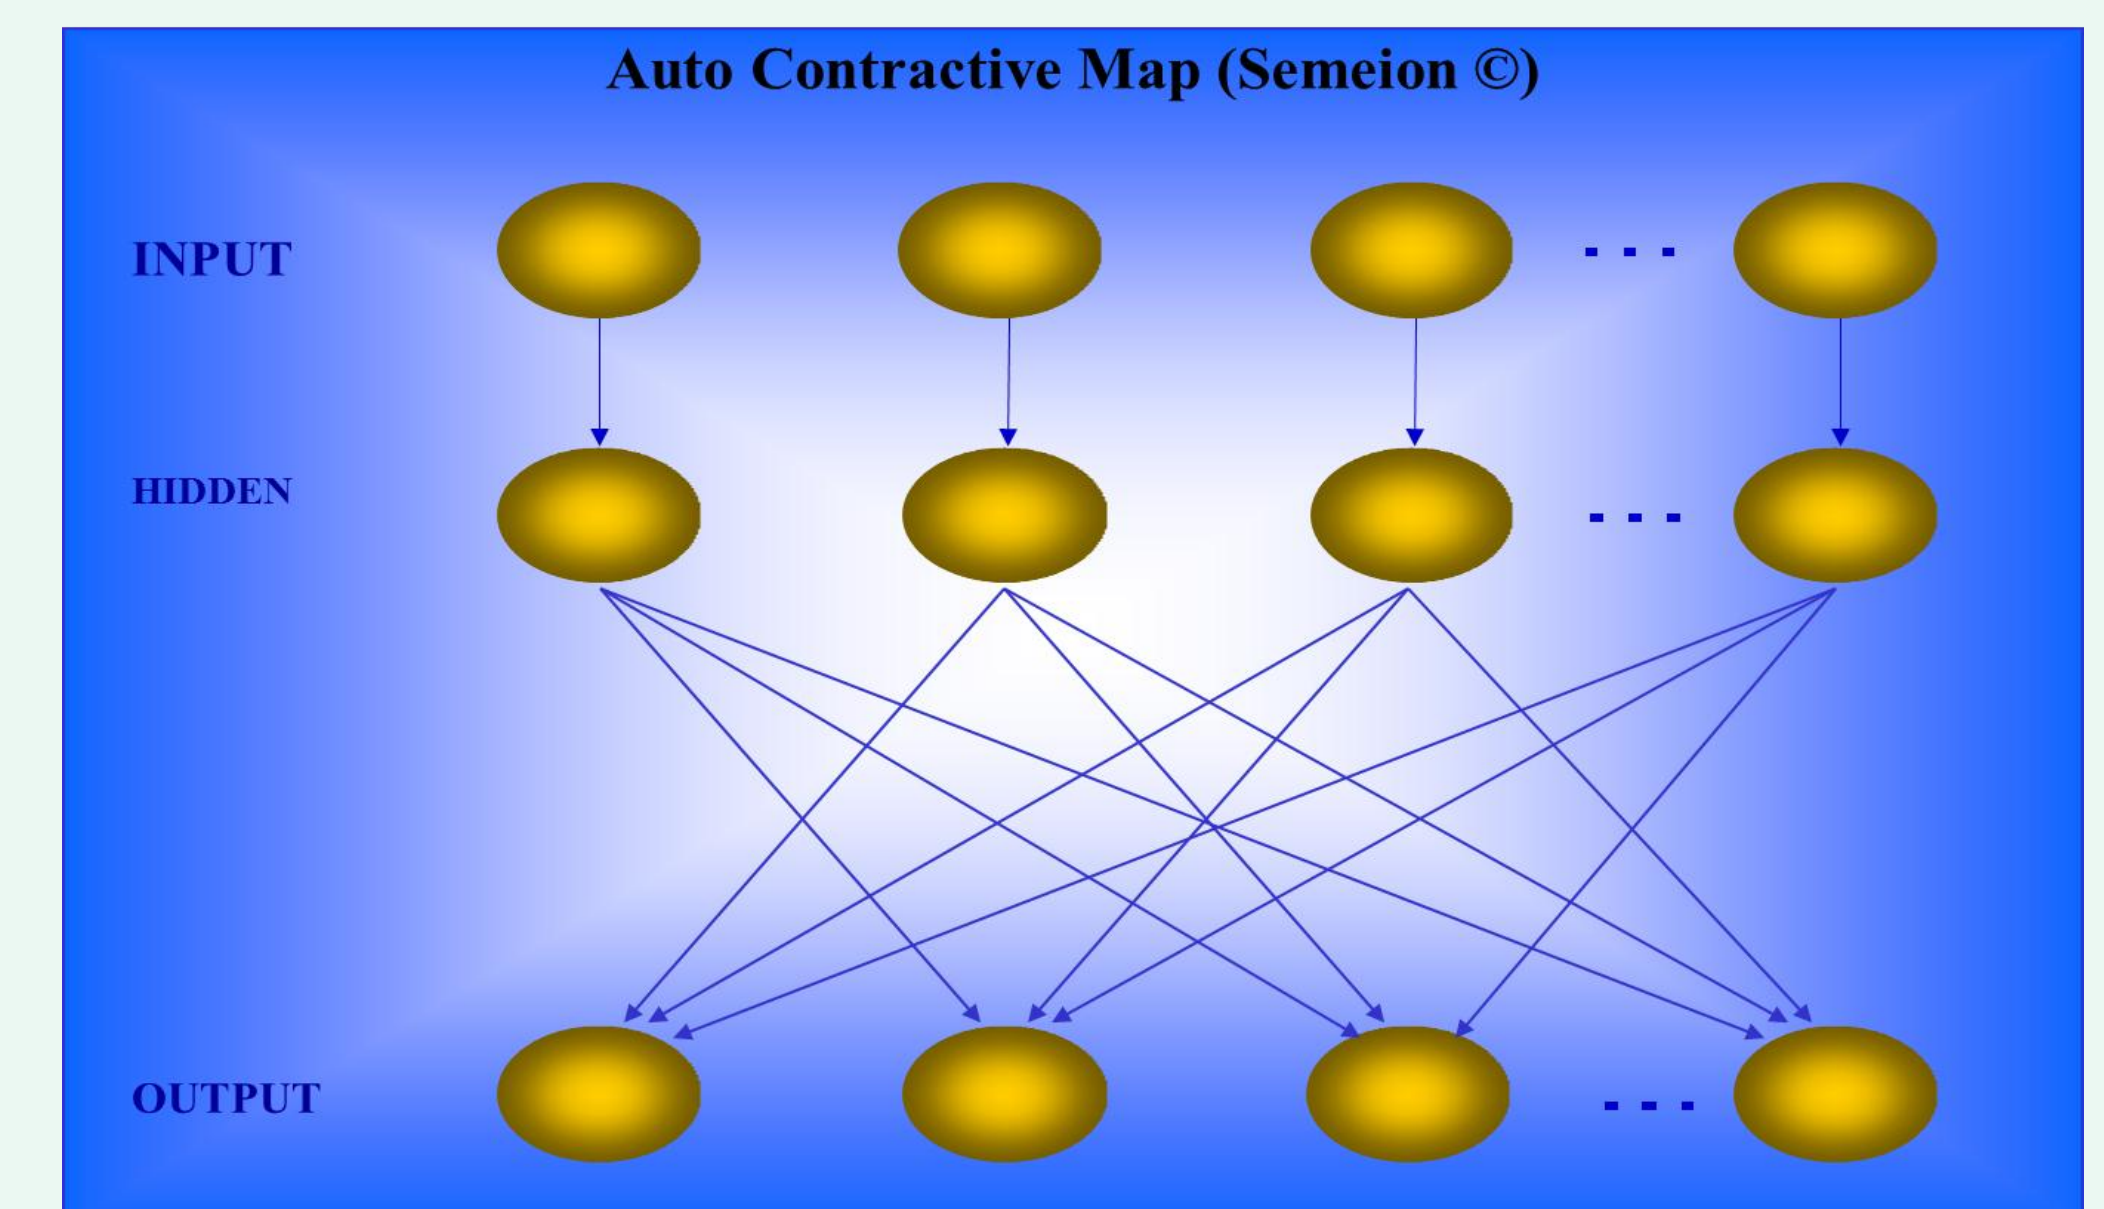 Auto Contractive Map (Semeion ©)
INPUT
. . .
HIDDEN
. . .
OUTPUT
. . .